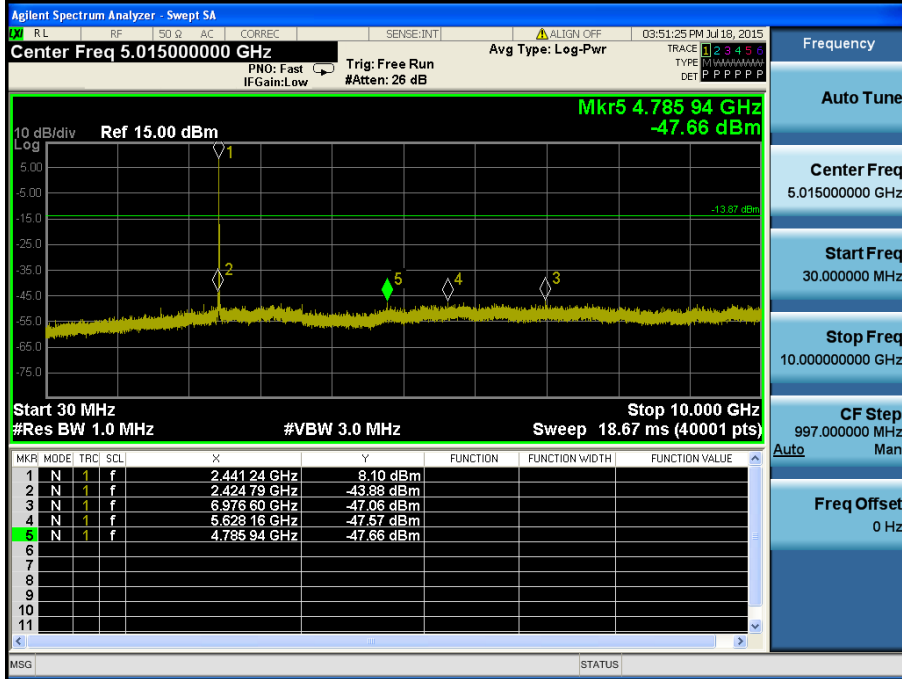 Agilent Spectrum Analyzer - Swept SA
LXI RL RF 50 Ω AC CORREC SENSE:INT ALIGN OFF 03:51:25 PM Jul 18, 2015
Center Freq 5.015000000 GHz Avg Type: Log-Pwr TRACE 1 2 3 4 5 6
PNO: Fast Trig: Free Run TYPE M W W W W W
IFGain:Low #Atten: 26 dB DET P P P P P P
Mkr5 4.785 94 GHz
10 dB/div Ref 15.00 dBm -47.66 dBm
Log
1
5.00
-5.00
-13.87 dBm
-15.0
-25.0
-35.0
2
5 4 3
-45.0
-55.0
-65.0
-75.0
Start 30 MHz Stop 10.000 GHz
#Res BW 1.0 MHz #VBW 3.0 MHz Sweep 18.67 ms (40001 pts)
MKR MODE TRC SCL X Y FUNCTION FUNCTION WIDTH FUNCTION VALUE
1 N 1 f 2.441 24 GHz 8.10 dBm
2 N 1 f 2.424 79 GHz -43.88 dBm
3 N 1 f 6.976 60 GHz -47.06 dBm
4 N 1 f 5.628 16 GHz -47.57 dBm
5 N 1 f 4.785 94 GHz -47.66 dBm
6
7
8
9
10
11
MSG STATUS
Frequency
Auto Tune
Center Freq
5.015000000 GHz
Start Freq
30.000000 MHz
Stop Freq
10.000000000 GHz
CF Step
997.000000 MHz
Auto Man
Freq Offset
0 Hz